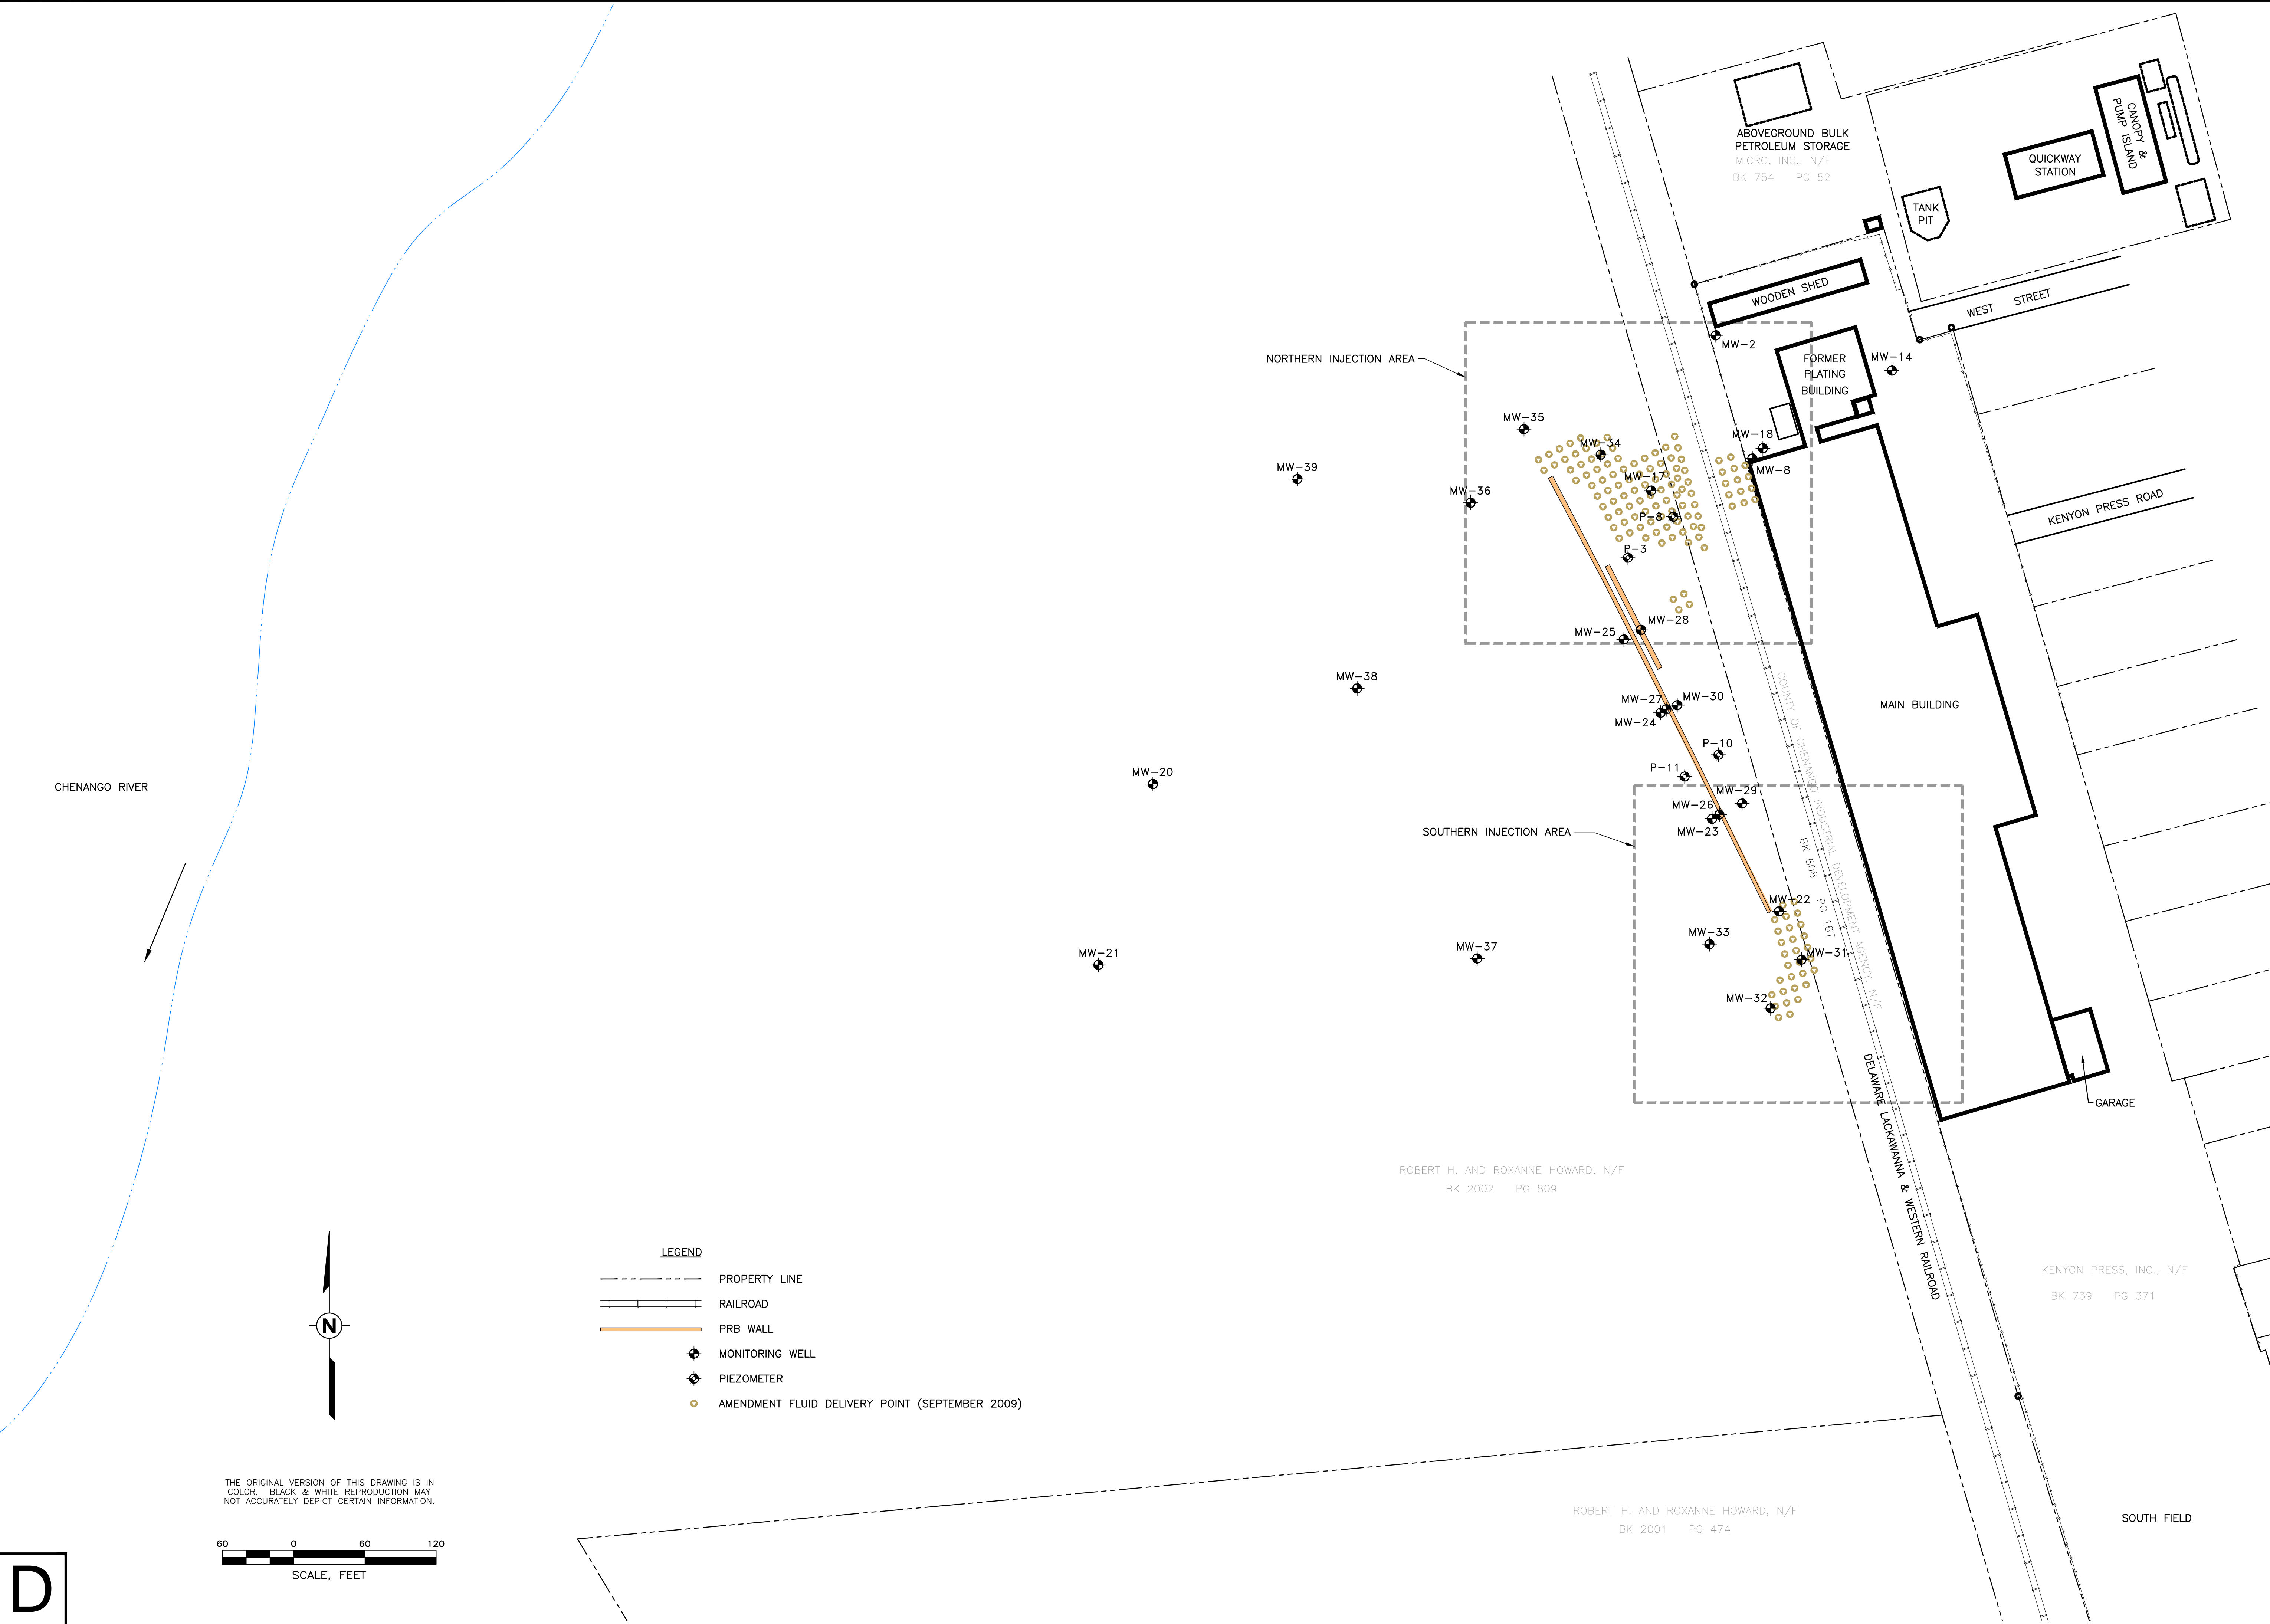 ABOVEGROUND BULK
PETROLEUM STORAGE
MICRO, INC., N/F
BK 754 PG 52
CANOPY &
PUMP ISLAND
QUICKWAY
STATION
TANK
PIT
WOODEN SHED
WEST STREET
MW-2
NORTHERN INJECTION AREA
FORMER
PLATING
BUILDING
MW-14
MW-35
MW-34
MW-18
MW-39
MW-8
MW-17
MW-36
P-8
KENYON PRESS ROAD
P-3
MW-28
MW-25
MW-38
MW-27
MW-30
MW-24
MAIN BUILDING
COUNTY OF CHENANGO INDUSTRIAL DEVELOPMENT AGENCY, N/F
BK 608 PG 167
P-10
P-11
MW-20
CHENANGO RIVER
MW-29
MW-26
MW-23
SOUTHERN INJECTION AREA
MW-22
MW-33
MW-37
MW-21
MW-31
MW-32
DELAWARE LACKAWANNA & WESTERN RAILROAD
GARAGE
ROBERT H. AND ROXANNE HOWARD, N/F
BK 2002 PG 809
KENYON PRESS, INC., N/F
BK 739 PG 371
N
LEGEND
PROPERTY LINE
RAILROAD
PRB WALL
MONITORING WELL
PIEZOMETER
AMENDMENT FLUID DELIVERY POINT (SEPTEMBER 2009)
THE ORIGINAL VERSION OF THIS DRAWING IS IN
COLOR. BLACK & WHITE REPRODUCTION MAY
NOT ACCURATELY DEPICT CERTAIN INFORMATION.
ROBERT H. AND ROXANNE HOWARD, N/F
BK 2001 PG 474
SOUTH FIELD
60 0 60 120
SCALE, FEET
D